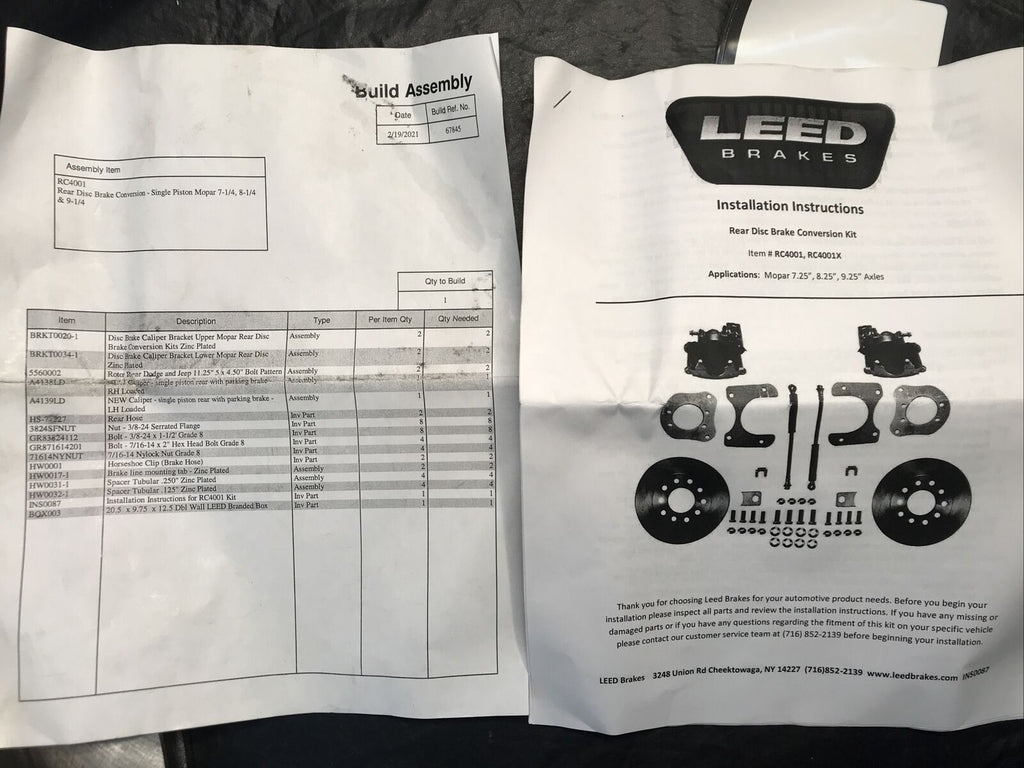 Build Assembly
Date
Build Ref. No.
2/19/2021
67845
Assembly Item
RC4001
Rear Disc Brake Conversion - Single Piston Mopar 7-1/4, 8-1/4
& 9-1/4
Qty to Build
1
Item Description Type Per Item Qty Qty Needed
BRKT0020-1 Disc Brake Caliper Bracket Upper Mopar Rear Disc Assembly 2 2
Brake Conversion Kits Zinc Plated
BRKT0034-1 Disc Brake Caliper Bracket Lower Mopar Rear Disc Assembly 2 2
Zinc Plated
5560002 Rotor Rear Dodge and Jeep 11.25" 5 x 4.50" Bolt Pattern Assembly 2 2
A4138LD Caliper - single piston rear with parking brake - Assembly 1 1
RH Loaded
A4139LD NEW Caliper - single piston rear with parking brake - Assembly 1 1
LH Loaded
Rear Hose Inv Part 2 2
3824SFNUT Nut - 3/8-24 Serrated Flange Inv Part 8 8
GR83824112 Bolt - 3/8-24 x 1-1/2" Grade 8 Inv Part 8 8
GR871614201 Bolt - 7/16-14 x 2" Hex Head Bolt Grade 8 Inv Part 4 4
71614NYNUT 7/16-14 Nylock Nut Grade 8 Inv Part 4 4
HW0001 Horseshoe Clip (Brake Hose) Inv Part 2 2
HW0017-1 Brake line mounting tab - Zinc Plated Assembly 2 2
HW0031-1 Spacer Tubular .250" Zinc Plated Assembly 4 4
HW0032-1 Spacer Tubular .125" Zinc Plated Assembly 4 4
INS0087 Installation Instructions for RC4001 Kit Inv Part 1 1
BOX003 20.5 x 9.75 x 12.5 Dbl Wall LEED Branded Box Inv Part 1 1
LEED
BRAKES
Installation Instructions
Rear Disc Brake Conversion Kit
Item # RC4001, RC4001X
Applications: Mopar 7.25", 8.25", 9.25" Axles
Thank you for choosing Leed Brakes for your automotive product needs. Before you begin your
installation please inspect all parts and review the installation instructions. If you have any missing or
damaged parts or if you have any questions regarding the fitment of this kit on your specific vehicle
please contact our customer service team at (716) 852-2139 before beginning your installation.
LEED Brakes 3248 Union Rd Cheektowaga, NY 14227 (716)852-2139 www.leedbrakes.com INS0087